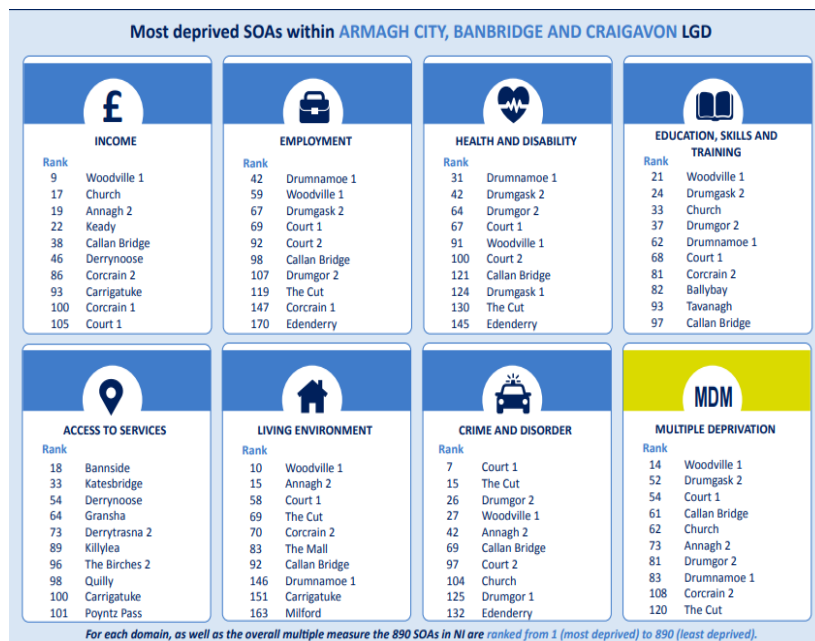 Most deprived SOAs within ARMAGH CITY, BANBRIDGE AND CRAIGAVON LGD
£
INCOME
Rank
9 Woodville 1
17 Church
19 Annagh 2
22 Keady
38 Callan Bridge
46 Derrynoose
86 Corcrain 2
93 Carrigatuke
100 Corcrain 1
105 Court 1
EMPLOYMENT
Rank
42 Drumnamoe 1
59 Woodville 1
67 Drumgask 2
69 Court 1
92 Court 2
98 Callan Bridge
107 Drumgor 2
119 The Cut
147 Corcrain 1
170 Edenderry
HEALTH AND DISABILITY
Rank
31 Drumnamoe 1
42 Drumgask 2
64 Drumgor 2
67 Court 1
91 Woodville 1
100 Court 2
121 Callan Bridge
124 Drumgask 1
130 The Cut
145 Edenderry
EDUCATION, SKILLS AND
TRAINING
Rank
21 Woodville 1
24 Drumgask 2
33 Church
37 Drumgor 2
62 Drumnamoe 1
68 Court 1
81 Corcrain 2
82 Ballybay
93 Tavanagh
97 Callan Bridge
ACCESS TO SERVICES
Rank
18 Bannside
33 Katesbridge
54 Derrynoose
64 Gransha
73 Derrytrasna 2
89 Killylea
96 The Birches 2
98 Quilly
100 Carrigatuke
101 Poyntz Pass
LIVING ENVIRONMENT
Rank
10 Woodville 1
15 Annagh 2
58 Court 1
69 The Cut
70 Corcrain 2
83 The Mall
92 Callan Bridge
146 Drumnamoe 1
151 Carrigatuke
163 Milford
CRIME AND DISORDER
Rank
7 Court 1
15 The Cut
26 Drumgor 2
27 Woodville 1
42 Annagh 2
69 Callan Bridge
97 Court 2
104 Church
125 Drumgor 1
132 Edenderry
MDM
MULTIPLE DEPRIVATION
Rank
14 Woodville 1
52 Drumgask 2
54 Court 1
61 Callan Bridge
62 Church
73 Annagh 2
81 Drumgor 2
83 Drumnamoe 1
108 Corcrain 2
120 The Cut
For each domain, as well as the overall multiple measure the 890 SOAs in NI are ranked from 1 (most deprived) to 890 (least deprived).